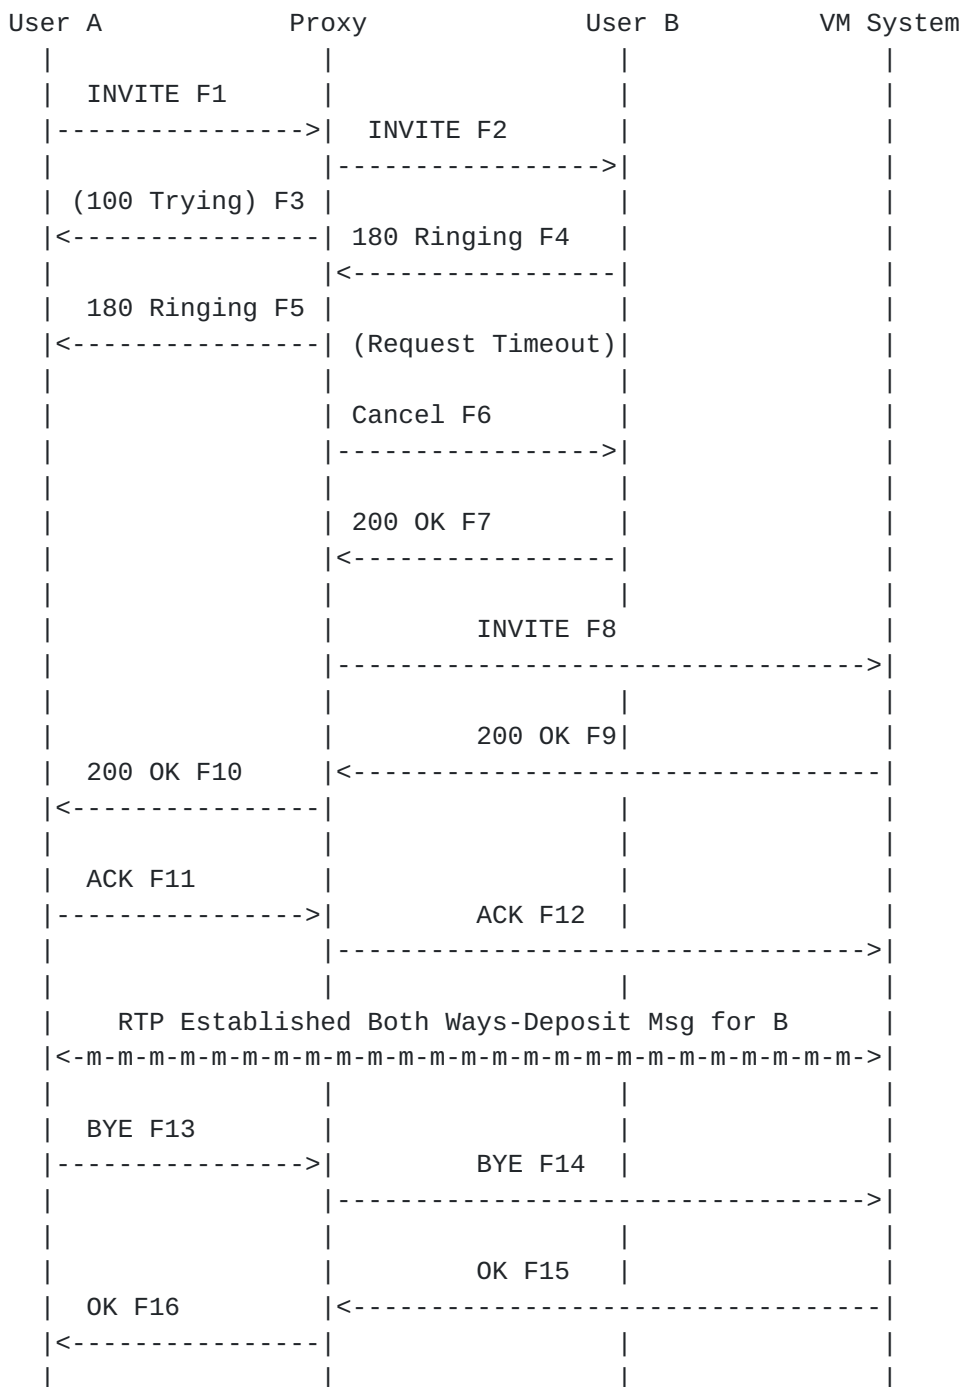 User A Proxy User B VM System
INVITE F1
INVITE F2
(100 Trying) F3
180 Ringing F4
180 Ringing F5
(Request Timeout)
Cancel F6
200 OK F7
INVITE F8
200 OK F9
200 OK F10
ACK F11
ACK F12
RTP Established Both Ways-Deposit Msg for B
<-m-m-m-m-m-m-m-m-m-m-m-m-m-m-m-m-m-m-m-m-m-m-m-m-m->
BYE F13
BYE F14
OK F15
OK F16